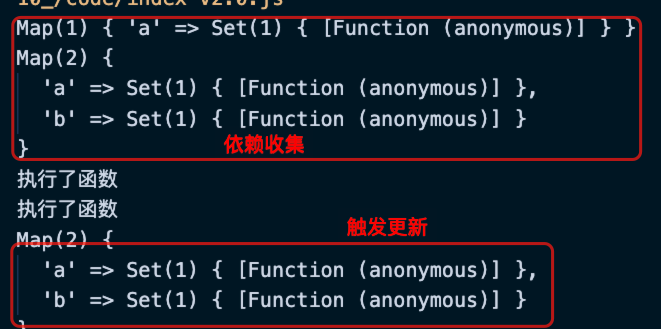 10_/code/index v2.0.js
Map(1) { 'a' => Set(1) { [Function (anonymous)] } }
Map(2) {
'a' => Set(1) { [Function (anonymous)] },
'b' => Set(1) { [Function (anonymous)] }
}
依赖收集
执行了函数
执行了函数
触发更新
Map(2) {
'a' => Set(1) { [Function (anonymous)] },
'b' => Set(1) { [Function (anonymous)] }
}